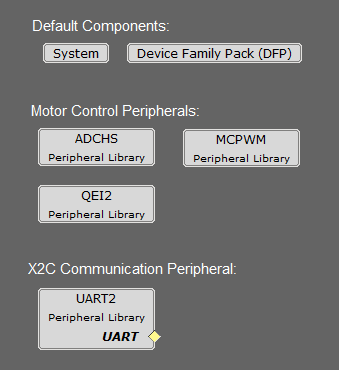 Default Components:
System
Device Family Pack (DFP)
Motor Control Peripherals:
ADCHS
Peripheral Library
MCPWM
Peripheral Library
QEI2
Peripheral Library
X2C Communication Peripheral:
UART2
Peripheral Library
UART